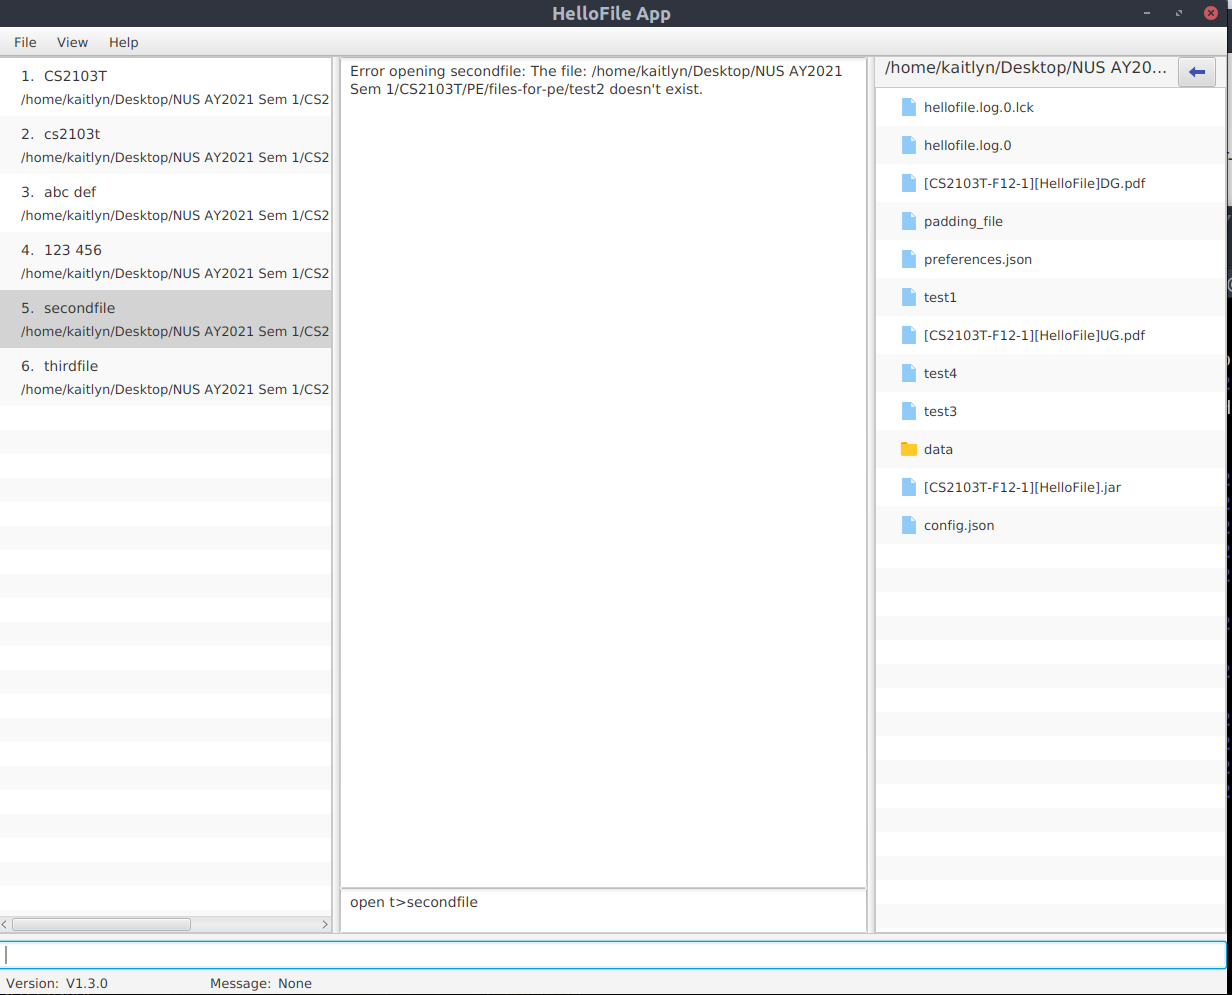 HelloFile App
File View Help
1. CS2103T
/home/kaitlyn/Desktop/NUS AY2021 Sem 1/CS2
2. cs2103t
/home/kaitlyn/Desktop/NUS AY2021 Sem 1/CS2
3. abc def
/home/kaitlyn/Desktop/NUS AY2021 Sem 1/CS2
4. 123 456
/home/kaitlyn/Desktop/NUS AY2021 Sem 1/CS2
5. secondfile
/home/kaitlyn/Desktop/NUS AY2021 Sem 1/CS2
6. thirdfile
/home/kaitlyn/Desktop/NUS AY2021 Sem 1/CS2
Error opening secondfile: The file: /home/kaitlyn/Desktop/NUS AY2021
Sem 1/CS2103T/PE/files-for-pe/test2 doesn't exist.
open t>secondfile
/home/kaitlyn/Desktop/NUS AY20...
hellofile.log.0.lck
hellofile.log.0
[CS2103T-F12-1][HelloFile]DG.pdf
padding_file
preferences.json
test1
[CS2103T-F12-1][HelloFile]UG.pdf
test4
test3
data
[CS2103T-F12-1][HelloFile].jar
config.json
Version: V1.3.0 Message: None